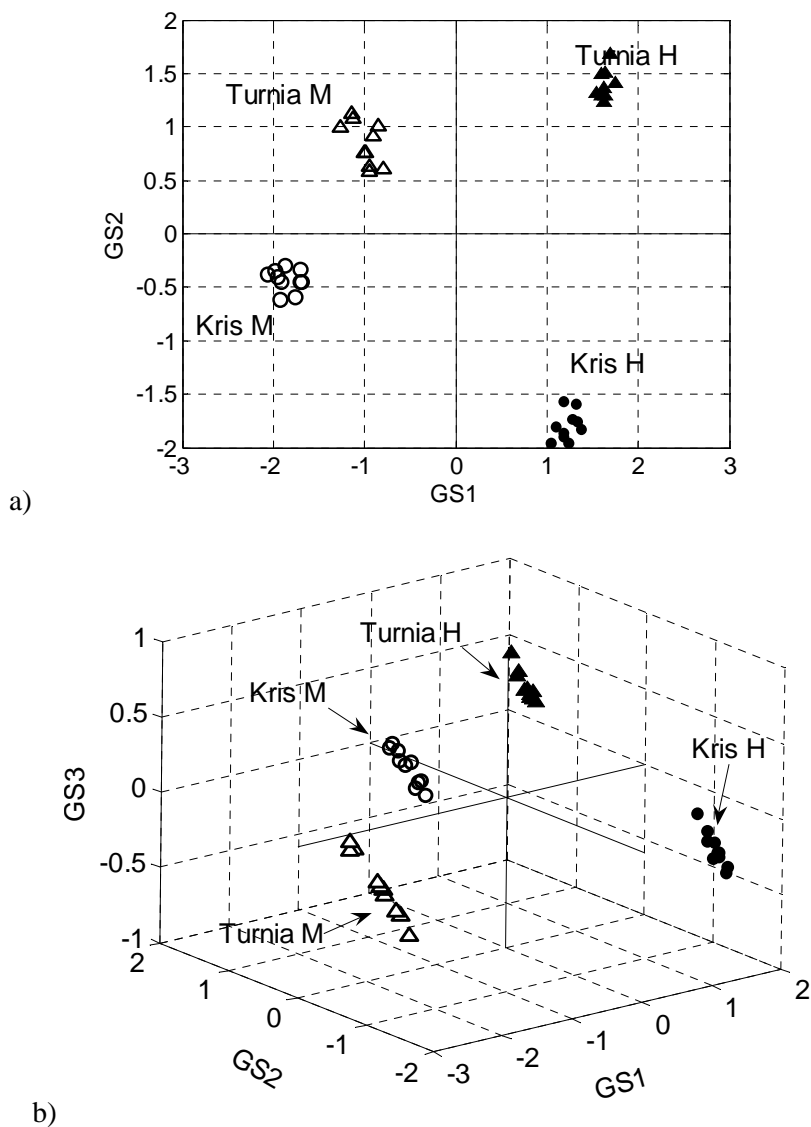 2
1.5
1
0.5
0
-0.5
-1
-1.5
-2
GS2
Turnia M
Turnia H
Kris M
Kris H
-3 -2 -1 0 1 2 3
GS1
a)
1
0.5
0
-0.5
-1
GS3
Turnia H
Kris M
Kris H
Turnia M
2 1 0 -1 -2
GS2
-3 -2 -1 0 1 2
GS1
b)